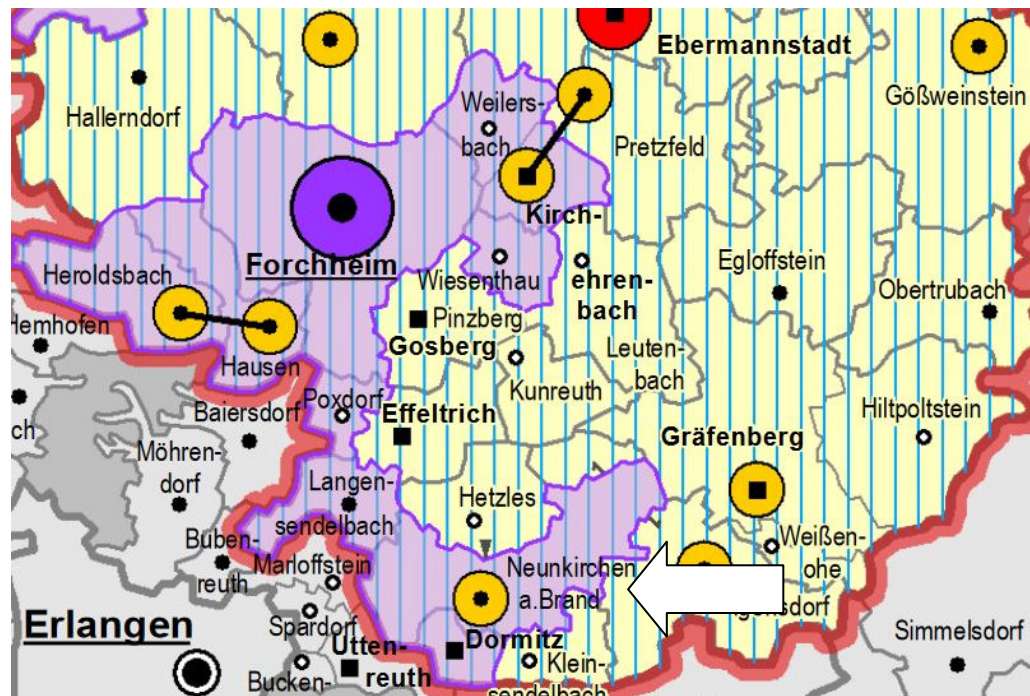 Ebermannstadt
Gößweinstein
Weilers-
bach
Hallerndorf
Pretzfeld
Kirch-
ehren-
bach
Forchheim
Wiesenthau
Egloffstein
Heroldsbach
Obertrubach
Hemhofen
Pinzberg
Gosberg
Leuten-
bach
Hausen
Kunreuth
Poxdorf
Baiersdorf
Effeltrich
Hiltpoltstein
ch
Möhren-
dorf
Gräfenberg
Langen-
sendelbach
Hetzles
Buben-
reuth
Marloffstein
Neunkirchen
a.Brand
Weißen-
ohe
Spardorf
Erlangen
Dormitz
Simmelsdorf
Utten-
reuth
Klein-
sendelbach
Bucken-